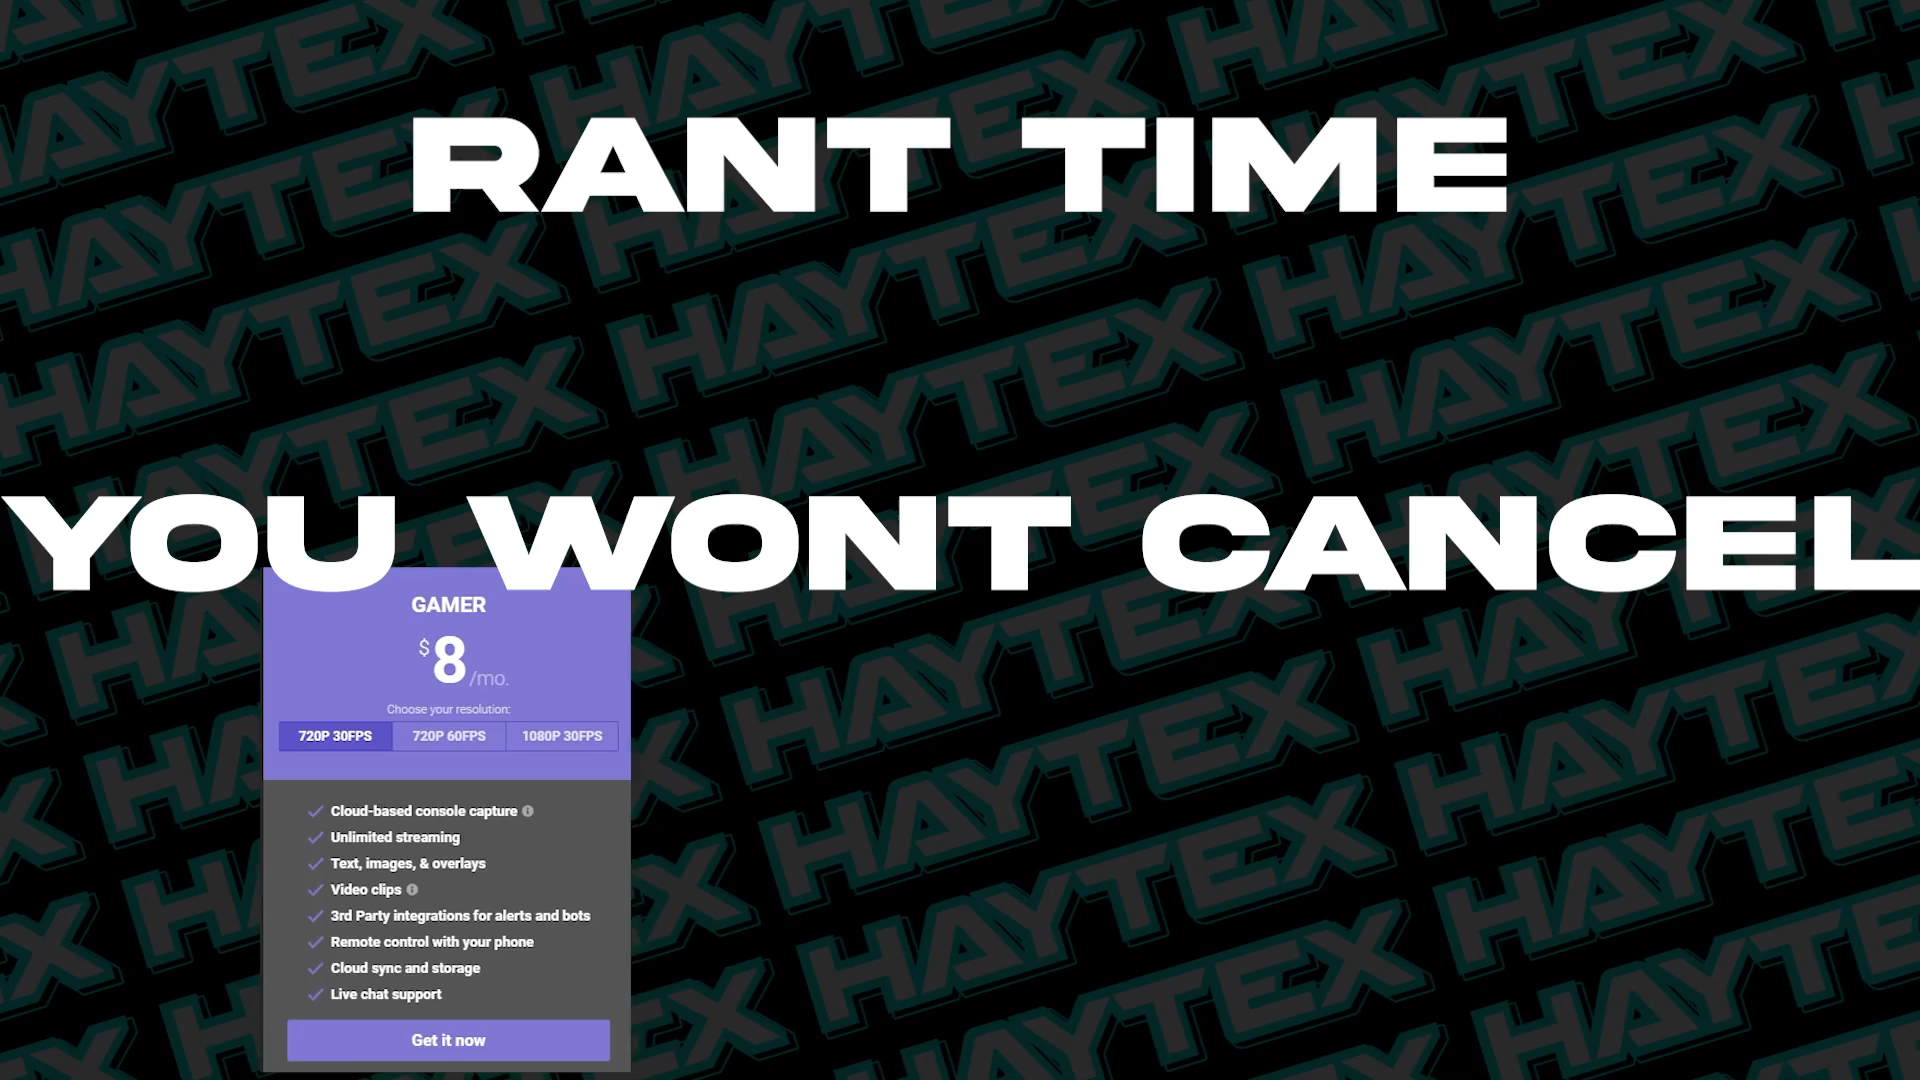 RANT TIME
YOU WONT CANCEL
GAMER
$8/mo.
Choose your resolution:
720P 30FPS 720P 60FPS 1080P 30FPS
Cloud-based console capture
Unlimited streaming
Text, images, & overlays
Video clips
3rd Party integrations for alerts and bots
Remote control with your phone
Cloud sync and storage
Live chat support
Get it now
HAYTEX